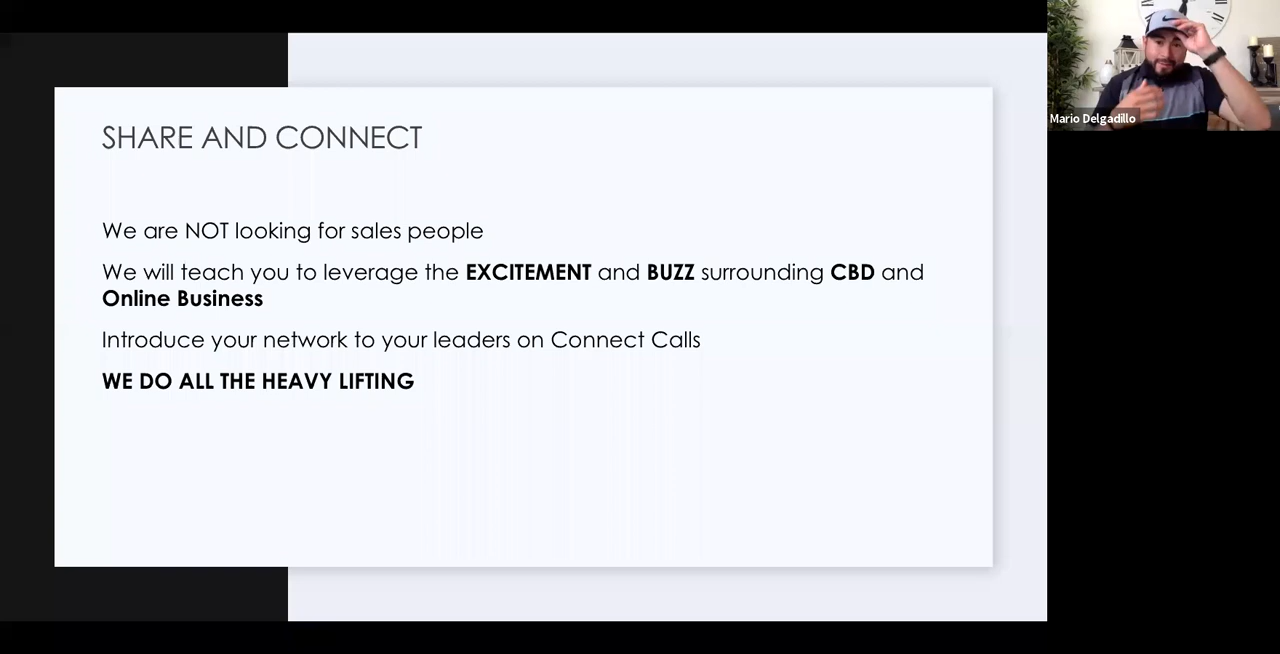 SHARE AND CONNECT
We are NOT looking for sales people
We will teach you to leverage the EXCITEMENT and BUZZ surrounding CBD and
Online Business
Introduce your network to your leaders on Connect Calls
WE DO ALL THE HEAVY LIFTING
Mario Delgadillo